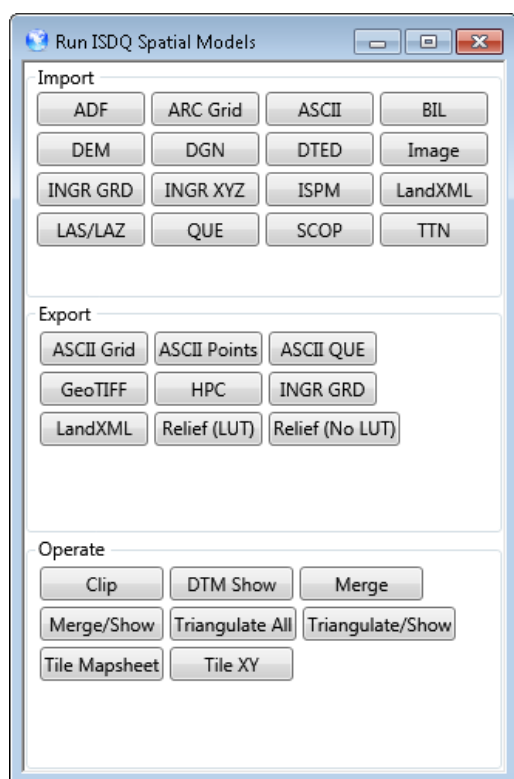 Run ISDQ Spatial Models
Import
ADF ARC Grid ASCII BIL
DEM DGN DTED Image
INGR GRD INGR XYZ ISPM LandXML
LAS/LAZ QUE SCOP TTN
Export
ASCII Grid ASCII Points ASCII QUE
GeoTIFF HPC INGR GRD
LandXML Relief (LUT) Relief (No LUT)
Operate
Clip DTM Show Merge
Merge/Show Triangulate All Triangulate/Show
Tile Mapsheet Tile XY